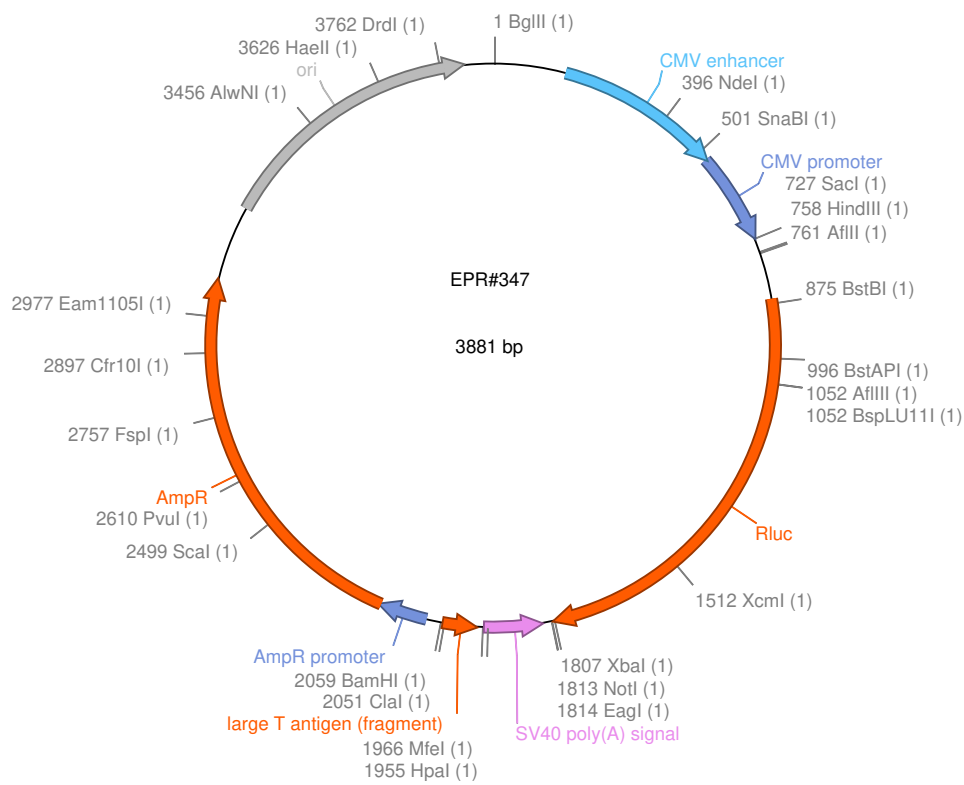 3762 DrdI (1)
1 BglII (1)
3626 HaeII (1)
ori
3456 AlwNI (1)
CMV enhancer
396 NdeI (1)
501 SnaBI (1)
CMV promoter
727 SacI (1)
758 HindIII (1)
761 AflII (1)
EPR#347
3881 bp
875 BstBI (1)
996 BstAPI (1)
1052 AflIII (1)
1052 BspLU11I (1)
Rluc
1512 XcmI (1)
1807 XbaI (1)
1813 NotI (1)
1814 EagI (1)
SV40 poly(A) signal
AmpR promoter
2059 BamHI (1)
2051 ClaI (1)
large T antigen (fragment)
1966 MfeI (1)
1955 HpaI (1)
2977 Eam1105I (1)
2897 Cfr10I (1)
2757 FspI (1)
AmpR
2610 PvuI (1)
2499 ScaI (1)